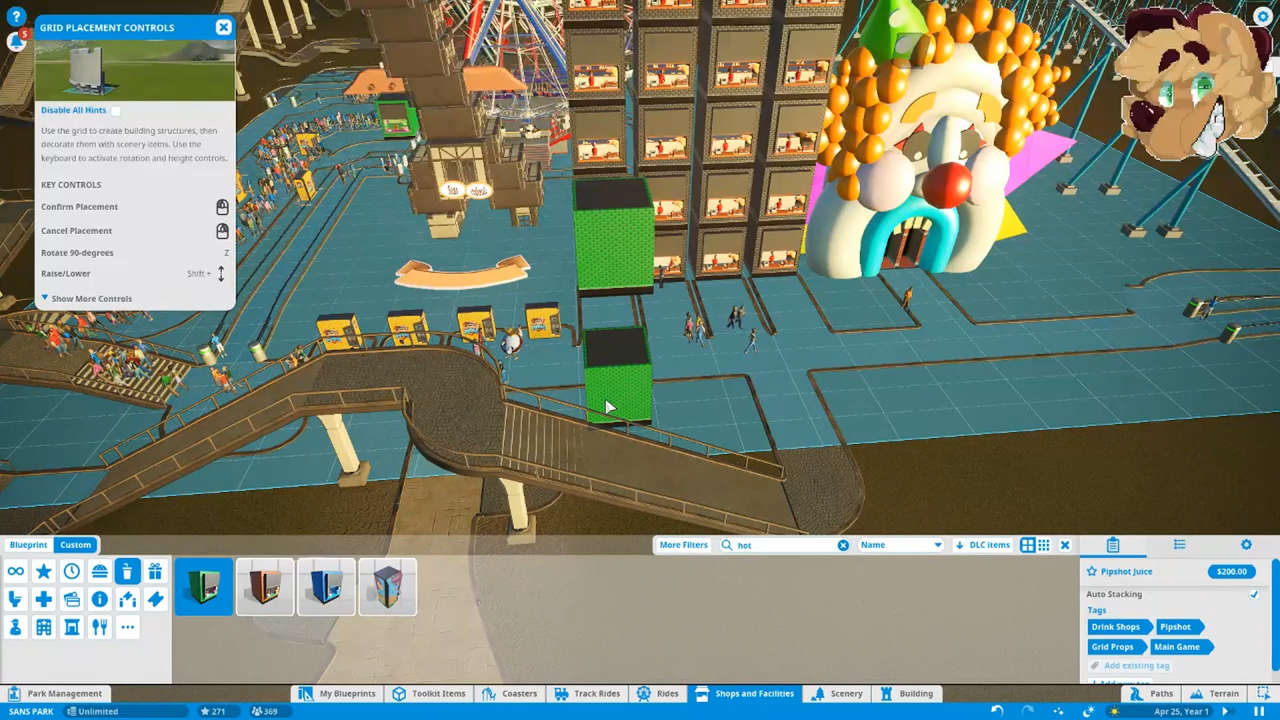 ?
GRID PLACEMENT CONTROLS
5
Disable All Hints
Use the grid to create building structures, then
decorate them with scenery items. Use the
keyboard to activate rotation and height controls.
KEY CONTROLS
Confirm Placement
Cancel Placement
Rotate 90-degrees Z
Raise/Lower Shift +
Show More Controls
Sans
Blueprint Custom More Filters hot Name DLC items
Pipshot Juice $200.00
Auto Stacking
Tags
Drink Shops Pipshot
Grid Props Main Game
Add existing tag
Park Management My Blueprints Toolkit Items Coasters Track Rides Rides Shops and Facilities Scenery Building Paths Terrain
SANS PARK Unlimited 271 369 Apr 25, Year 1